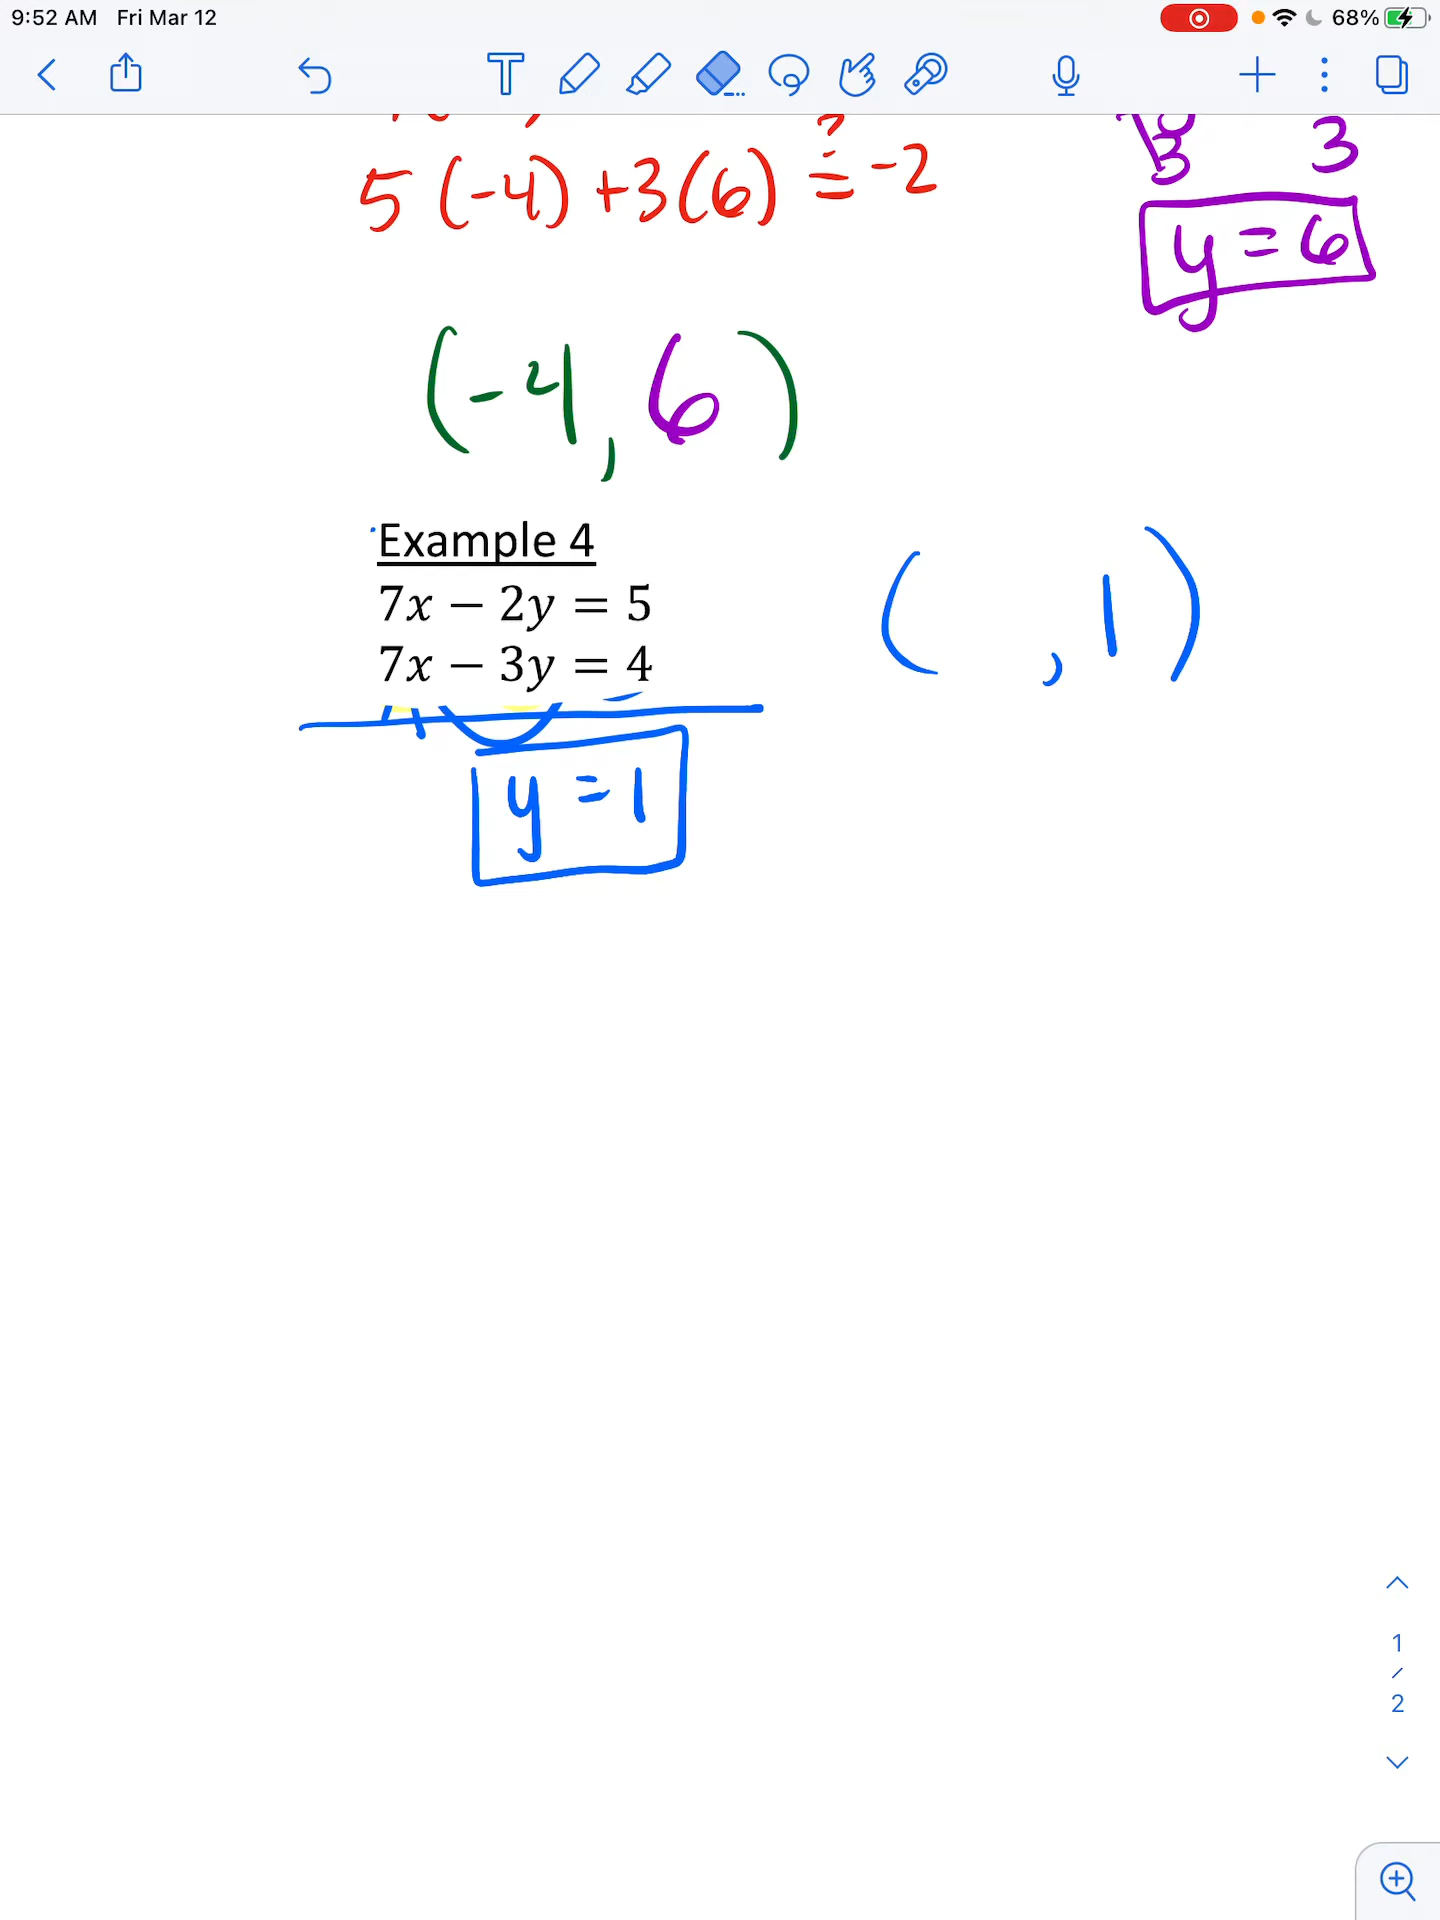 9:52 AM Fri Mar 12
68%
5(-4)+3(6) ≟ -2
3 3
y=6
(-4,6)
Example 4
7x − 2y = 5
7x − 3y = 4
( ,1)
y=1
1
/
2